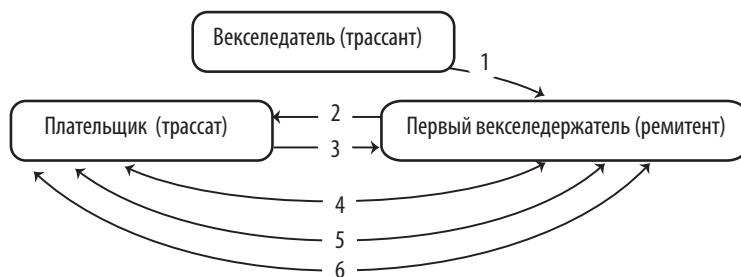 Векселедатель (трассант)
1
Плательщик (трассат)
2
3
Первый векселедержатель (ремитент)
4
5
6